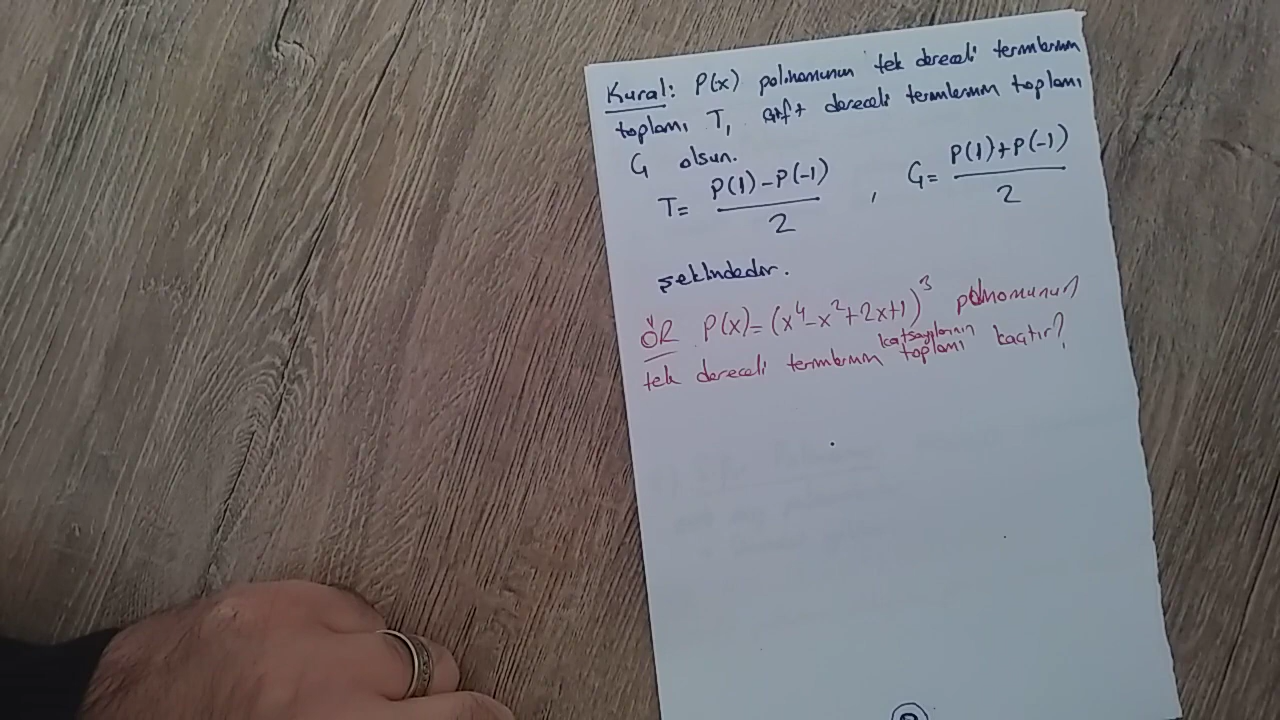 Kural: P(x) polinomunun tek dereceli terimlerinin
toplamı T, çift dereceli terimlerinin toplamı
Ç olsun.
T= P(1)-P(-1) / 2 , Ç= P(1)+P(-1) / 2
şeklindedir.
ÖR P(x)= (x⁴-x²+2x+1)³ polinomunun
tek dereceli terimlerinin katsayılarının toplamı kaçtır?